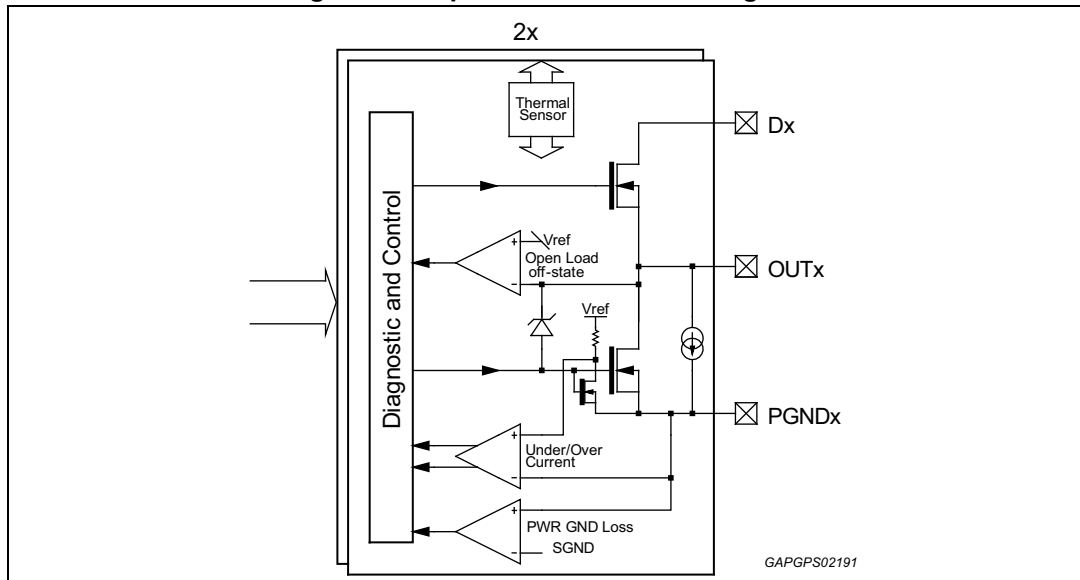 2x
Thermal
Sensor
Dx
Diagnostic and Control
+
Vref
Open Load
off-state
-
OUTx
Vref
PGNDx
+
Under/Over
Current
-
+
PWR GND Loss
-
SGND
GAPGPS02191